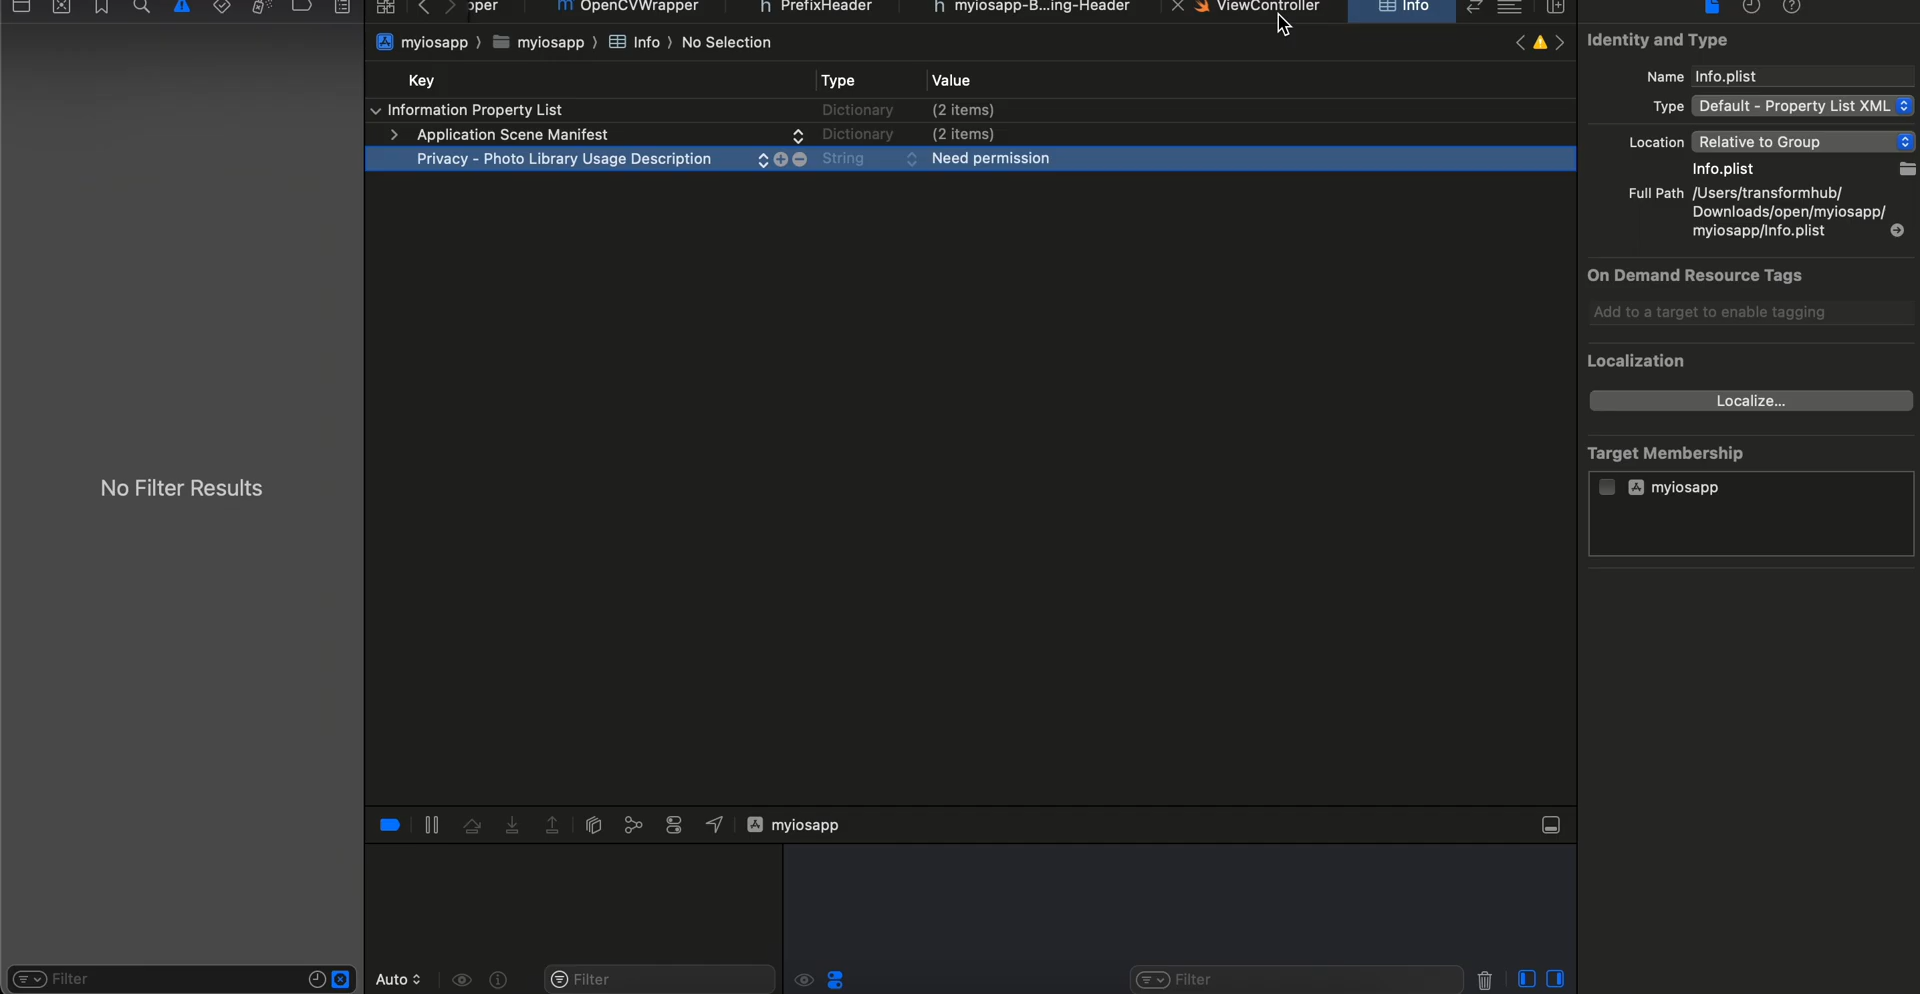 pper
m OpenCVWrapper
h PrefixHeader
h myiosapp-B...ing-Header
ViewController
Info
myiosapp
myiosapp
Info
No Selection
Key
Type
Value
Information Property List
Dictionary
(2 items)
Application Scene Manifest
Dictionary
(2 items)
Privacy - Photo Library Usage Description
String
Need permission
No Filter Results
Filter
myiosapp
Auto
Filter
Filter
Identity and Type
Name Info.plist
Type Default - Property List XML
Location Relative to Group
Info.plist
Full Path /Users/transformhub/
Downloads/open/myiosapp/
myiosapp/Info.plist
On Demand Resource Tags
Add to a target to enable tagging
Localization
Localize...
Target Membership
myiosapp